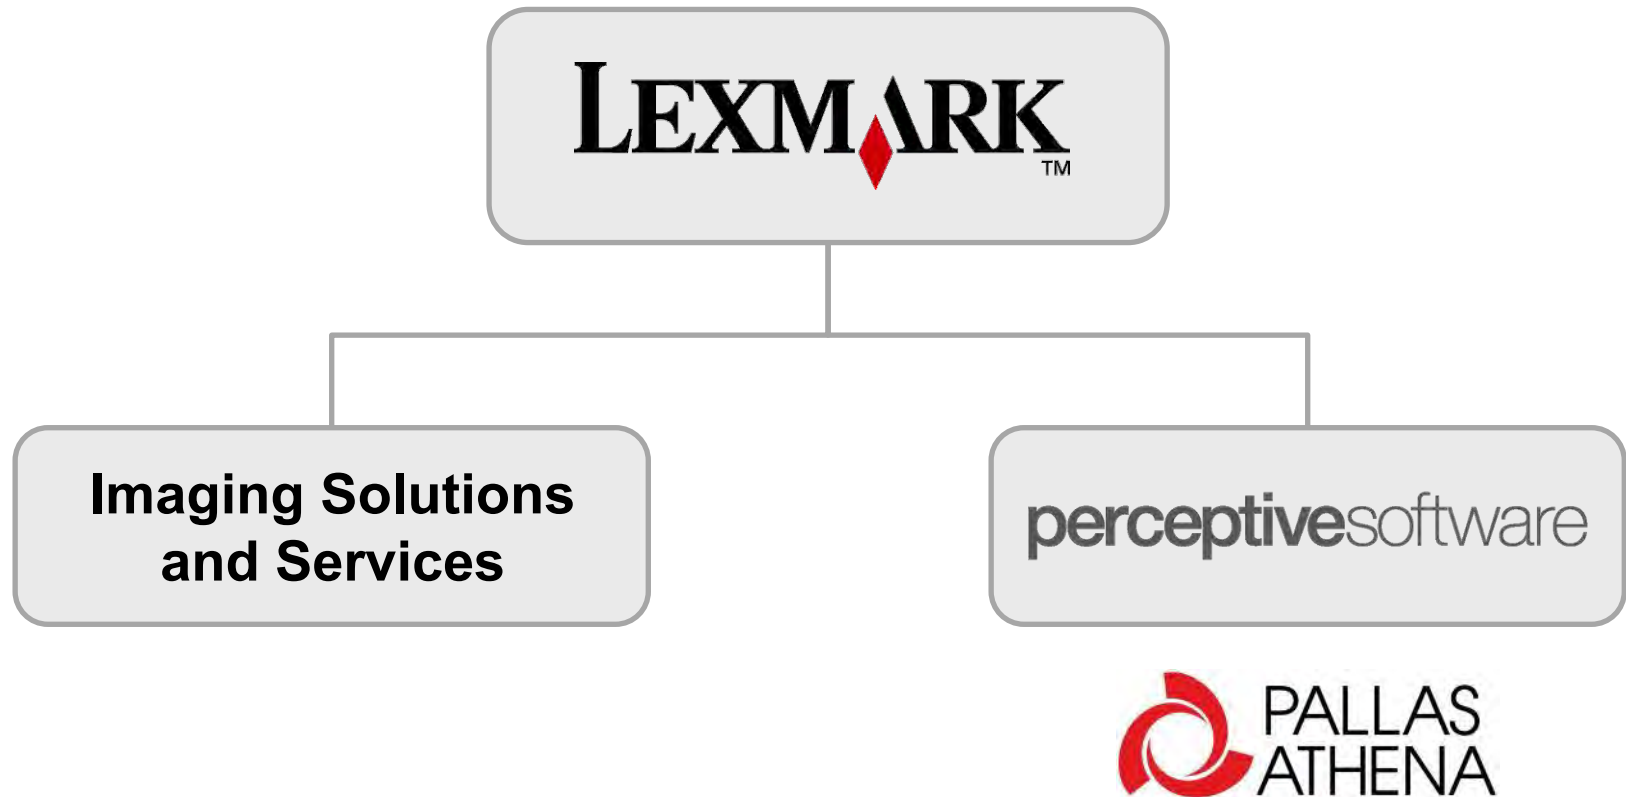 LEXMARK
TM
Imaging Solutions
and Services
perceptivesoftware
PALLAS
ATHENA